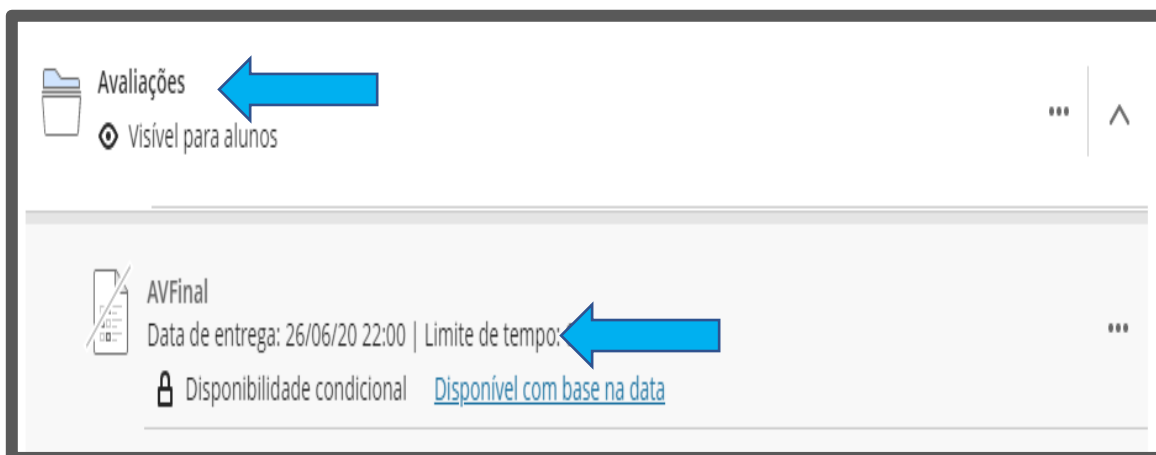 Avaliações
Visível para alunos
AVFinal
Data de entrega: 26/06/20 22:00 | Limite de tempo:
Disponibilidade condicional Disponível com base na data